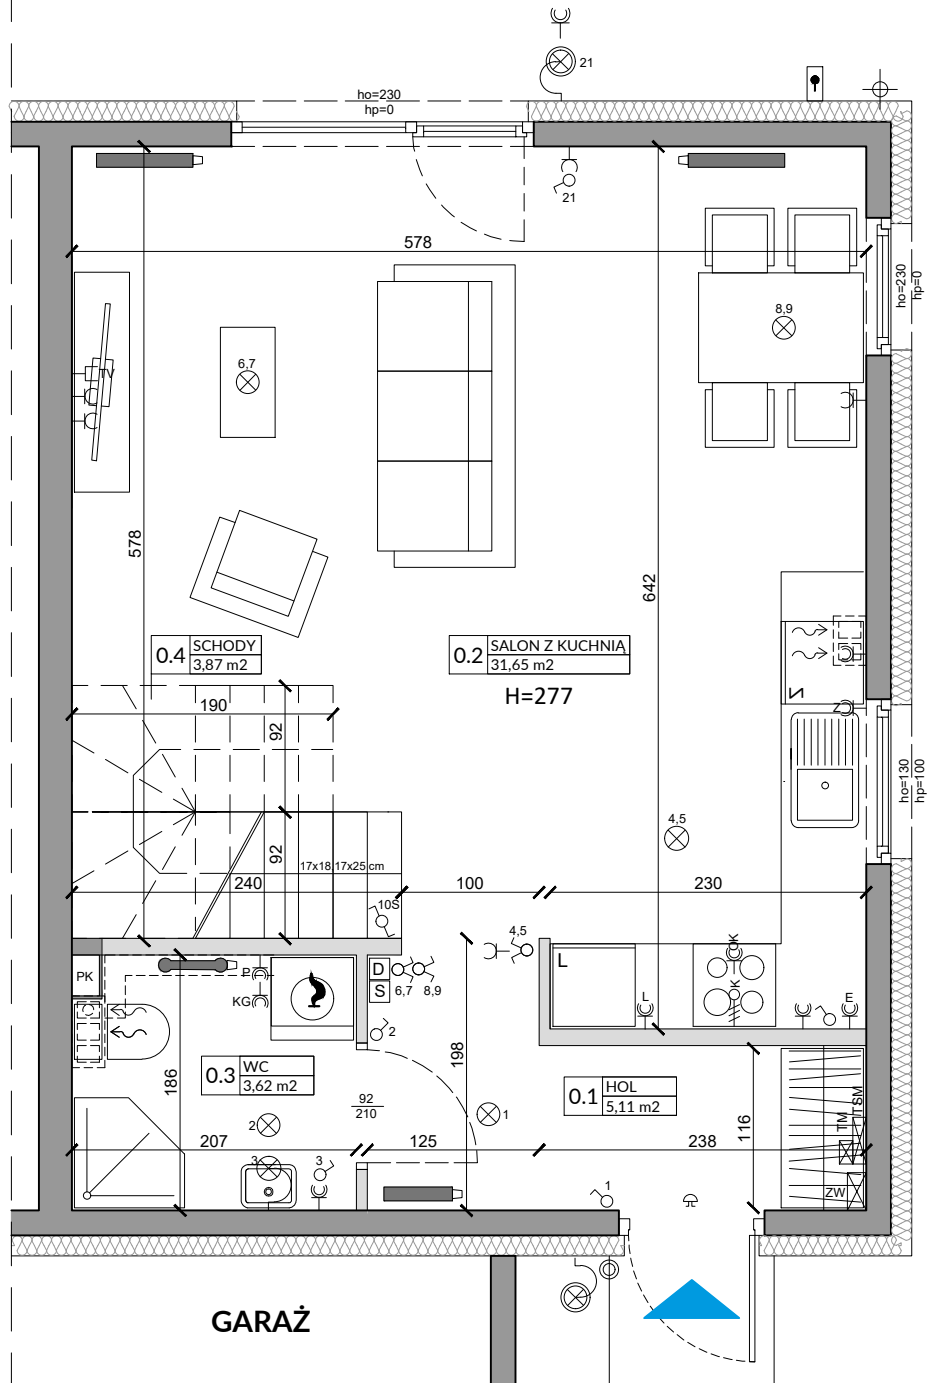 21
ho=230
hp=0
21
578
ho=230
hp=0
8,9
6,7
TV
578
642
0.4 SCHODY
3,87 m2
0.2 SALON Z KUCHNIĄ
31,65 m2
H=277
190
92
Z
ho=130
hp=100
4,5
92
17x18,17x25 cm
240
100
230
10S
4,5
K
D
S
6,7
8,9
L
PK
P
KG
K
L
E
2
198
0.3 WC
3,62 m2
186
92
210
0.1 HOL
5,11 m2
1
116
TM
TSM
2
207
125
238
3
3
ZW
1
GARAŻ